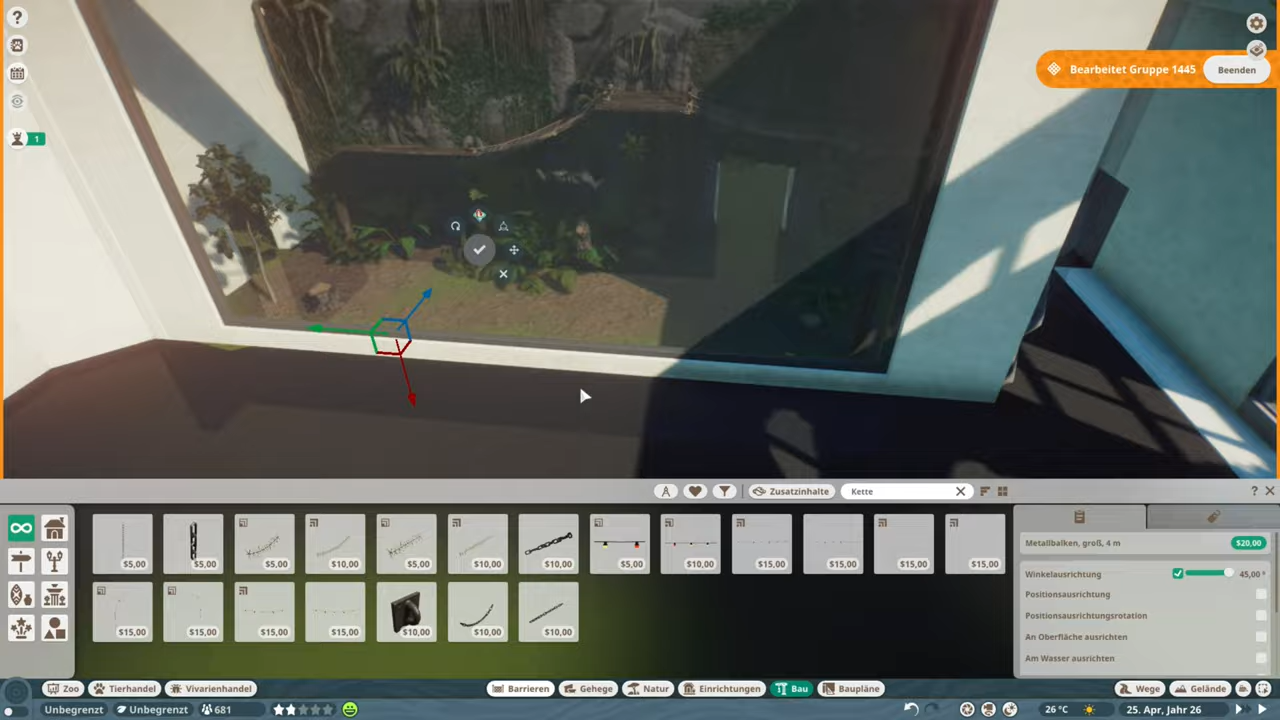 ?
Bearbeitet Gruppe 1445
Beenden
1
Zusatzinhalte
Kette
?
$5,00 $5,00 $5,00 $10,00 $5,00 $10,00 $10,00 $5,00 $10,00 $15,00 $15,00 $15,00 $15,00
$15,00 $15,00 $15,00 $15,00 $10,00 $10,00 $10,00
Metallbalken, groß, 4 m $20,00
Winkelausrichtung 45,00°
Positionsausrichtung
Positionsausrichtungsrotation
An Oberfläche ausrichten
Am Wasser ausrichten
Zoo Tierhandel Vivarienhandel Barrieren Gehege Natur Einrichtungen Bau Baupläne Wege Gelände
Unbegrenzt Unbegrenzt 681 26 °C 25. Apr, Jahr 26